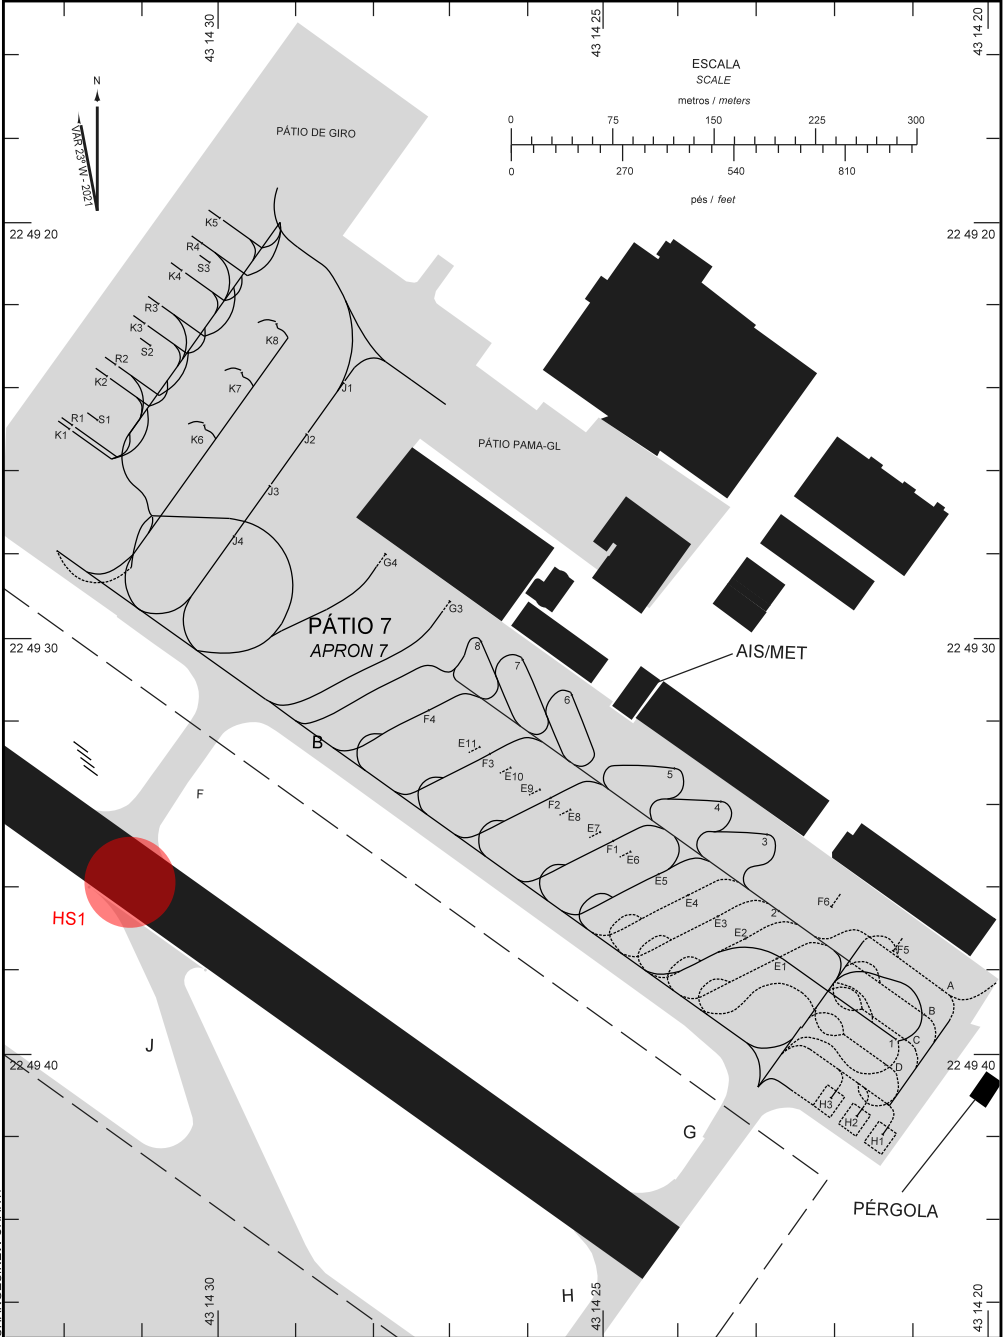 43 14 30
43 14 25
43 14 20
ESCALA
SCALE
metros / meters
0 75 150 225 300
0 270 540 810
pés / feet
N
VAR 23° W - 2021
PÁTIO DE GIRO
22 49 20
22 49 20
K5
R4
S3
K4
R3
K3
S2
R2
K2
R1
S1
K1
K8
K7
K6
J1
J2
J3
J4
PÁTIO PAMA-GL
G4
G3
PÁTIO 7
APRON 7
22 49 30
22 49 30
AIS/MET
8
7
6
5
4
3
2
1
B
F
F4
E11
F3
E10
E9
F2
E8
E7
F1
E6
E5
E4
E3
E2
E1
F6
F5
A
B
C
D
HS1
J
22 49 40
22 49 40
H3
H2
H1
G
PÉRGOLA
H
43 14 30
43 14 25
43 14 20